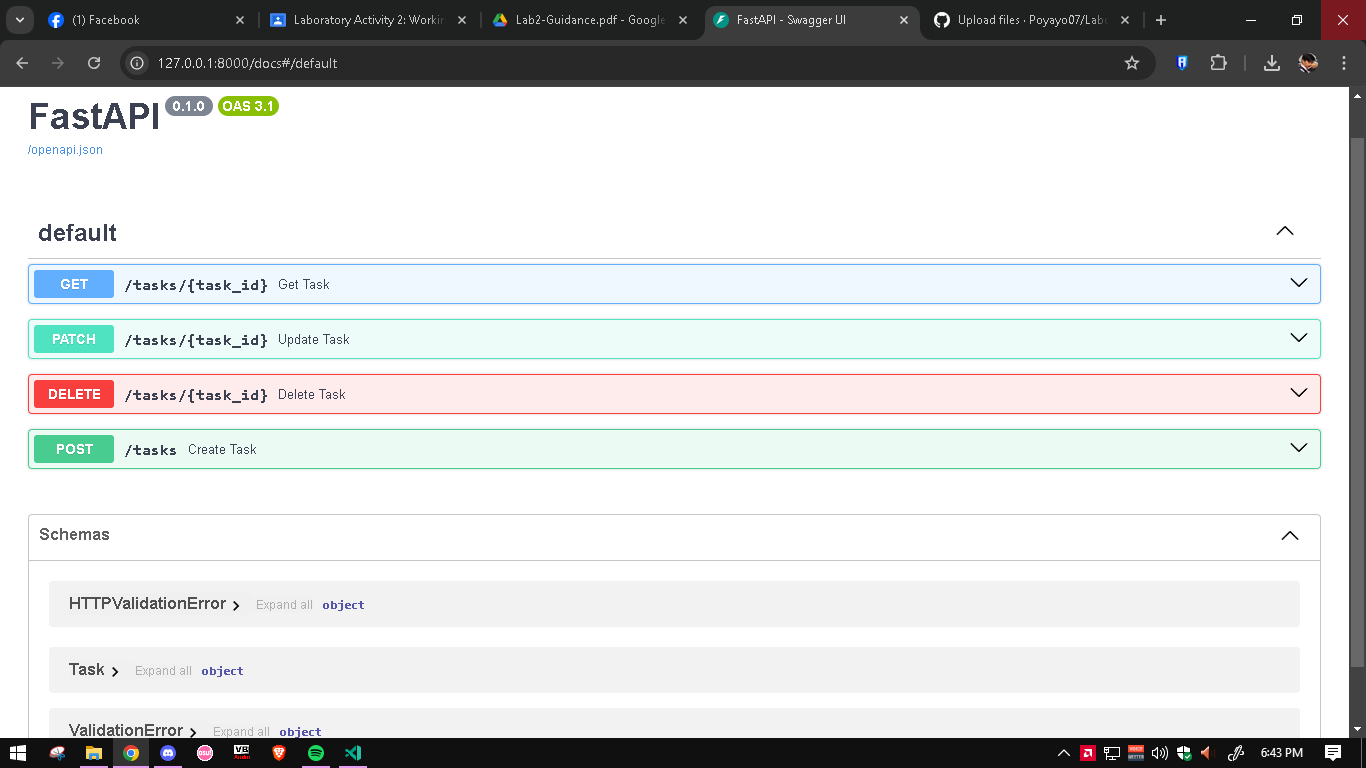 (1) Facebook
Laboratory Activity 2: Workin
Lab2-Guidance.pdf - Google
FastAPI - Swagger UI
Upload files · Poyayo07/Lab
127.0.0.1:8000/docs#/default
FastAPI 0.1.0 OAS 3.1
/openapi.json
default
GET /tasks/{task_id} Get Task
PATCH /tasks/{task_id} Update Task
DELETE /tasks/{task_id} Delete Task
POST /tasks Create Task
Schemas
HTTPValidationError Expand all object
Task Expand all object
ValidationError Expand all object
osu!
VB
Audio
6:43 PM